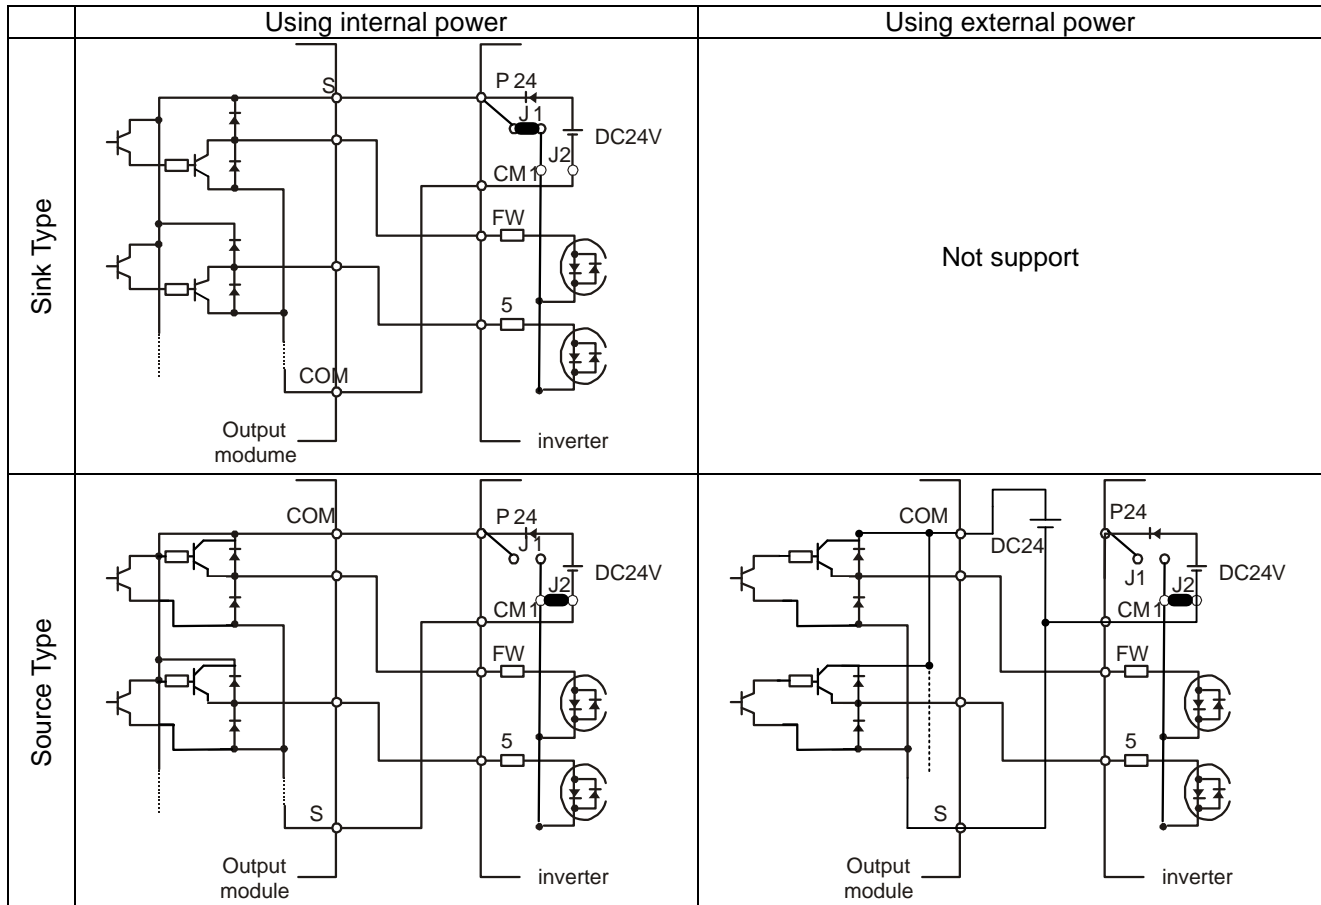 Using internal power
Using external power
Sink Type
S
P 24
J 1
DC24V
J2
CM 1
FW
5
COM
Output
modume
inverter
Not support
Source Type
COM
P 24
J 1
DC24V
J2
CM 1
FW
5
S
Output
module
inverter
COM
DC24
P24
J1
J2
DC24V
CM 1
FW
5
S
Output
module
inverter